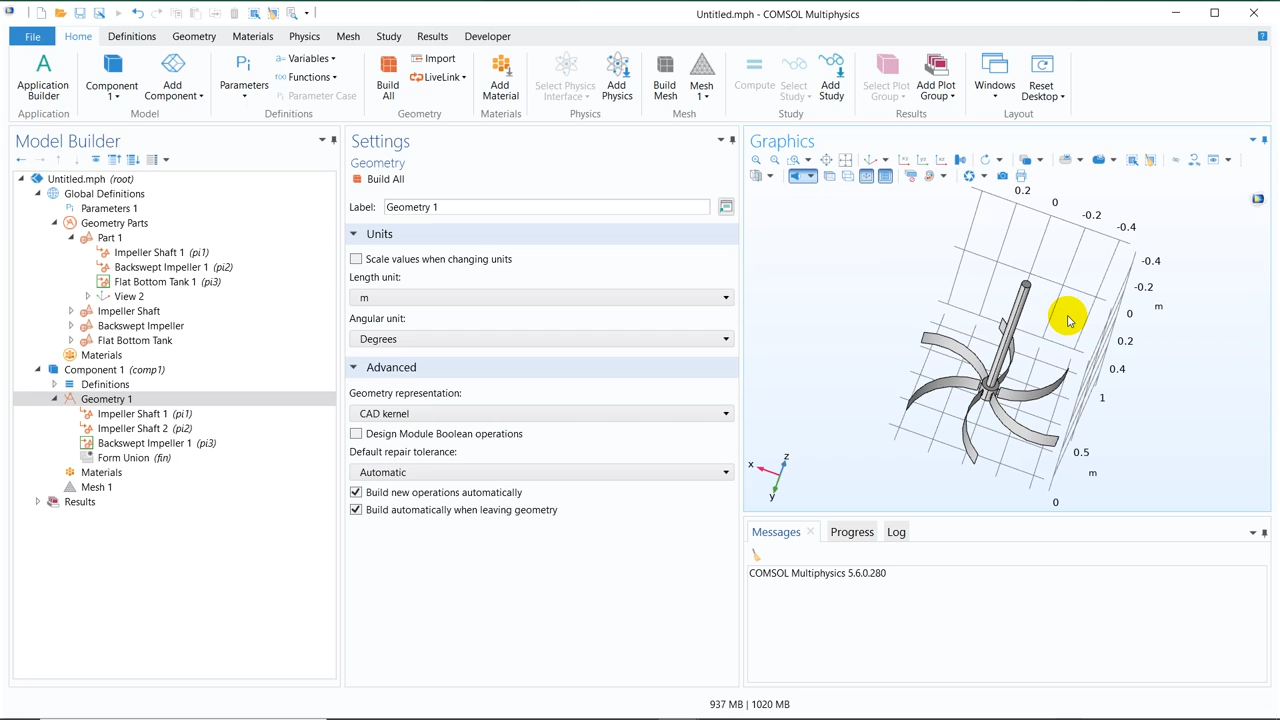 Untitled.mph - COMSOL Multiphysics
File Home Definitions Geometry Materials Physics Mesh Study Results Developer
Application Builder
Component 1
Add Component
Pi Parameters
a= Variables
f(x) Functions
Parameter Case
Build All
Import
LiveLink
Add Material
Select Physics Interface
Add Physics
Build Mesh
Mesh 1
Compute
Select Study
Add Study
Select Plot Group
Add Plot Group
Windows
Reset Desktop
Application Model Definitions Geometry Materials Physics Mesh Study Results Layout
Model Builder
Untitled.mph (root)
Global Definitions
Pi Parameters 1
Geometry Parts
Part 1
Impeller Shaft 1 (pi1)
Backswept Impeller 1 (pi2)
Flat Bottom Tank 1 (pi3)
View 2
Impeller Shaft
Backswept Impeller
Flat Bottom Tank
Materials
Component 1 (comp1)
Definitions
Geometry 1
Impeller Shaft 1 (pi1)
Impeller Shaft 2 (pi2)
Backswept Impeller 1 (pi3)
Form Union (fin)
Materials
Mesh 1
Results
Settings
Geometry
Build All
Label: Geometry 1
Units
Scale values when changing units
Length unit:
m
Angular unit:
Degrees
Advanced
Geometry representation:
CAD kernel
Design Module Boolean operations
Default repair tolerance:
Automatic
Build new operations automatically
Build automatically when leaving geometry
Graphics
0.2
0
-0.2
-0.4
-0.4
-0.2
m
0
0.2
0.4
1
0.5
m
0
x
z
y
Messages Progress Log
COMSOL Multiphysics 5.6.0.280
937 MB | 1020 MB